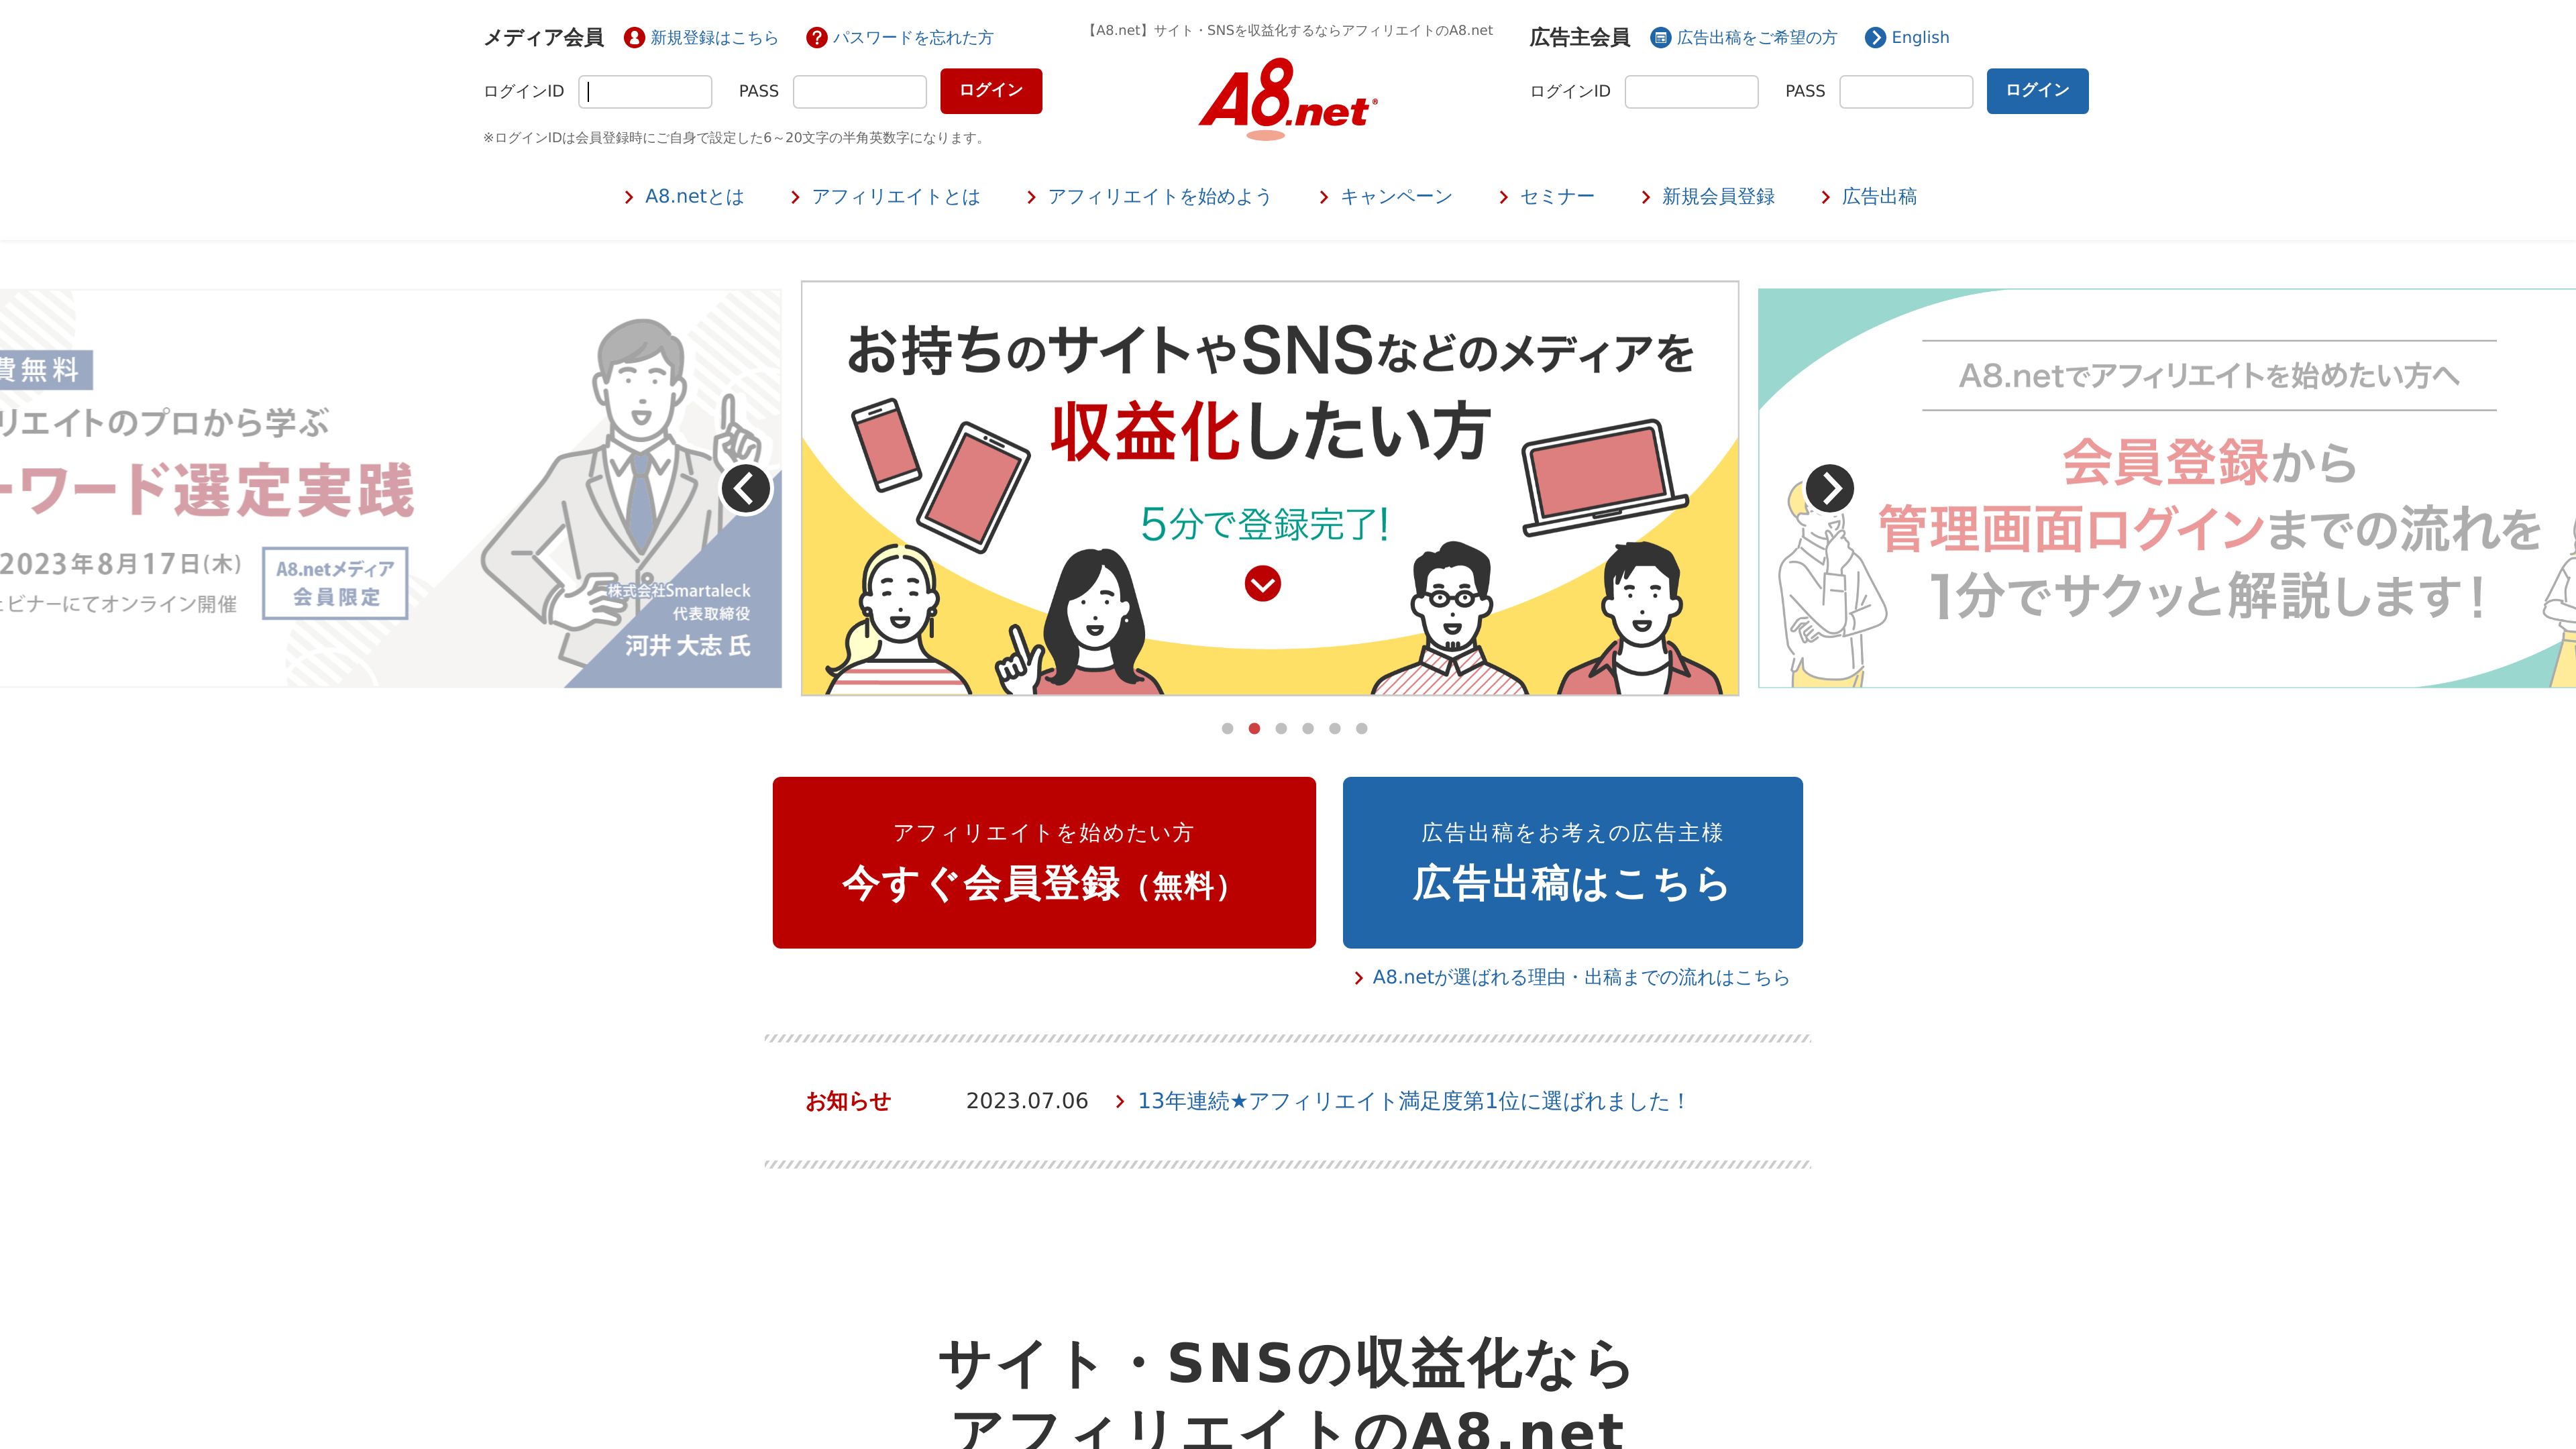 メディア会員 新規登録はこちら パスワードを忘れた方
ログインID PASS ログイン
※ログインIDは会員登録時にご自身で設定した6～20文字の半角英数字になります。
【A8.net】サイト・SNSを収益化するならアフィリエイトのA8.net
A8.net
広告主会員 広告出稿をご希望の方 English
ログインID PASS ログイン
A8.netとは アフィリエイトとは アフィリエイトを始めよう キャンペーン セミナー 新規会員登録 広告出稿
費無料
リエイトのプロから学ぶ
ーワード選定実践
2023年8月17日(木)
ェビナーにてオンライン開催
A8.netメディア
会員限定
株式会社Smartaleck
代表取締役
河井 大志 氏
お持ちのサイトやSNSなどのメディアを
収益化したい方
5分で登録完了!
A8.netでアフィリエイトを始めたい方へ
会員登録から
管理画面ログインまでの流れを
1分でサクッと解説します!
アフィリエイトを始めたい方
今すぐ会員登録（無料）
広告出稿をお考えの広告主様
広告出稿はこちら
A8.netが選ばれる理由・出稿までの流れはこちら
お知らせ 2023.07.06 13年連続★アフィリエイト満足度第1位に選ばれました！
サイト・SNSの収益化なら
アフィリエイトのA8.net